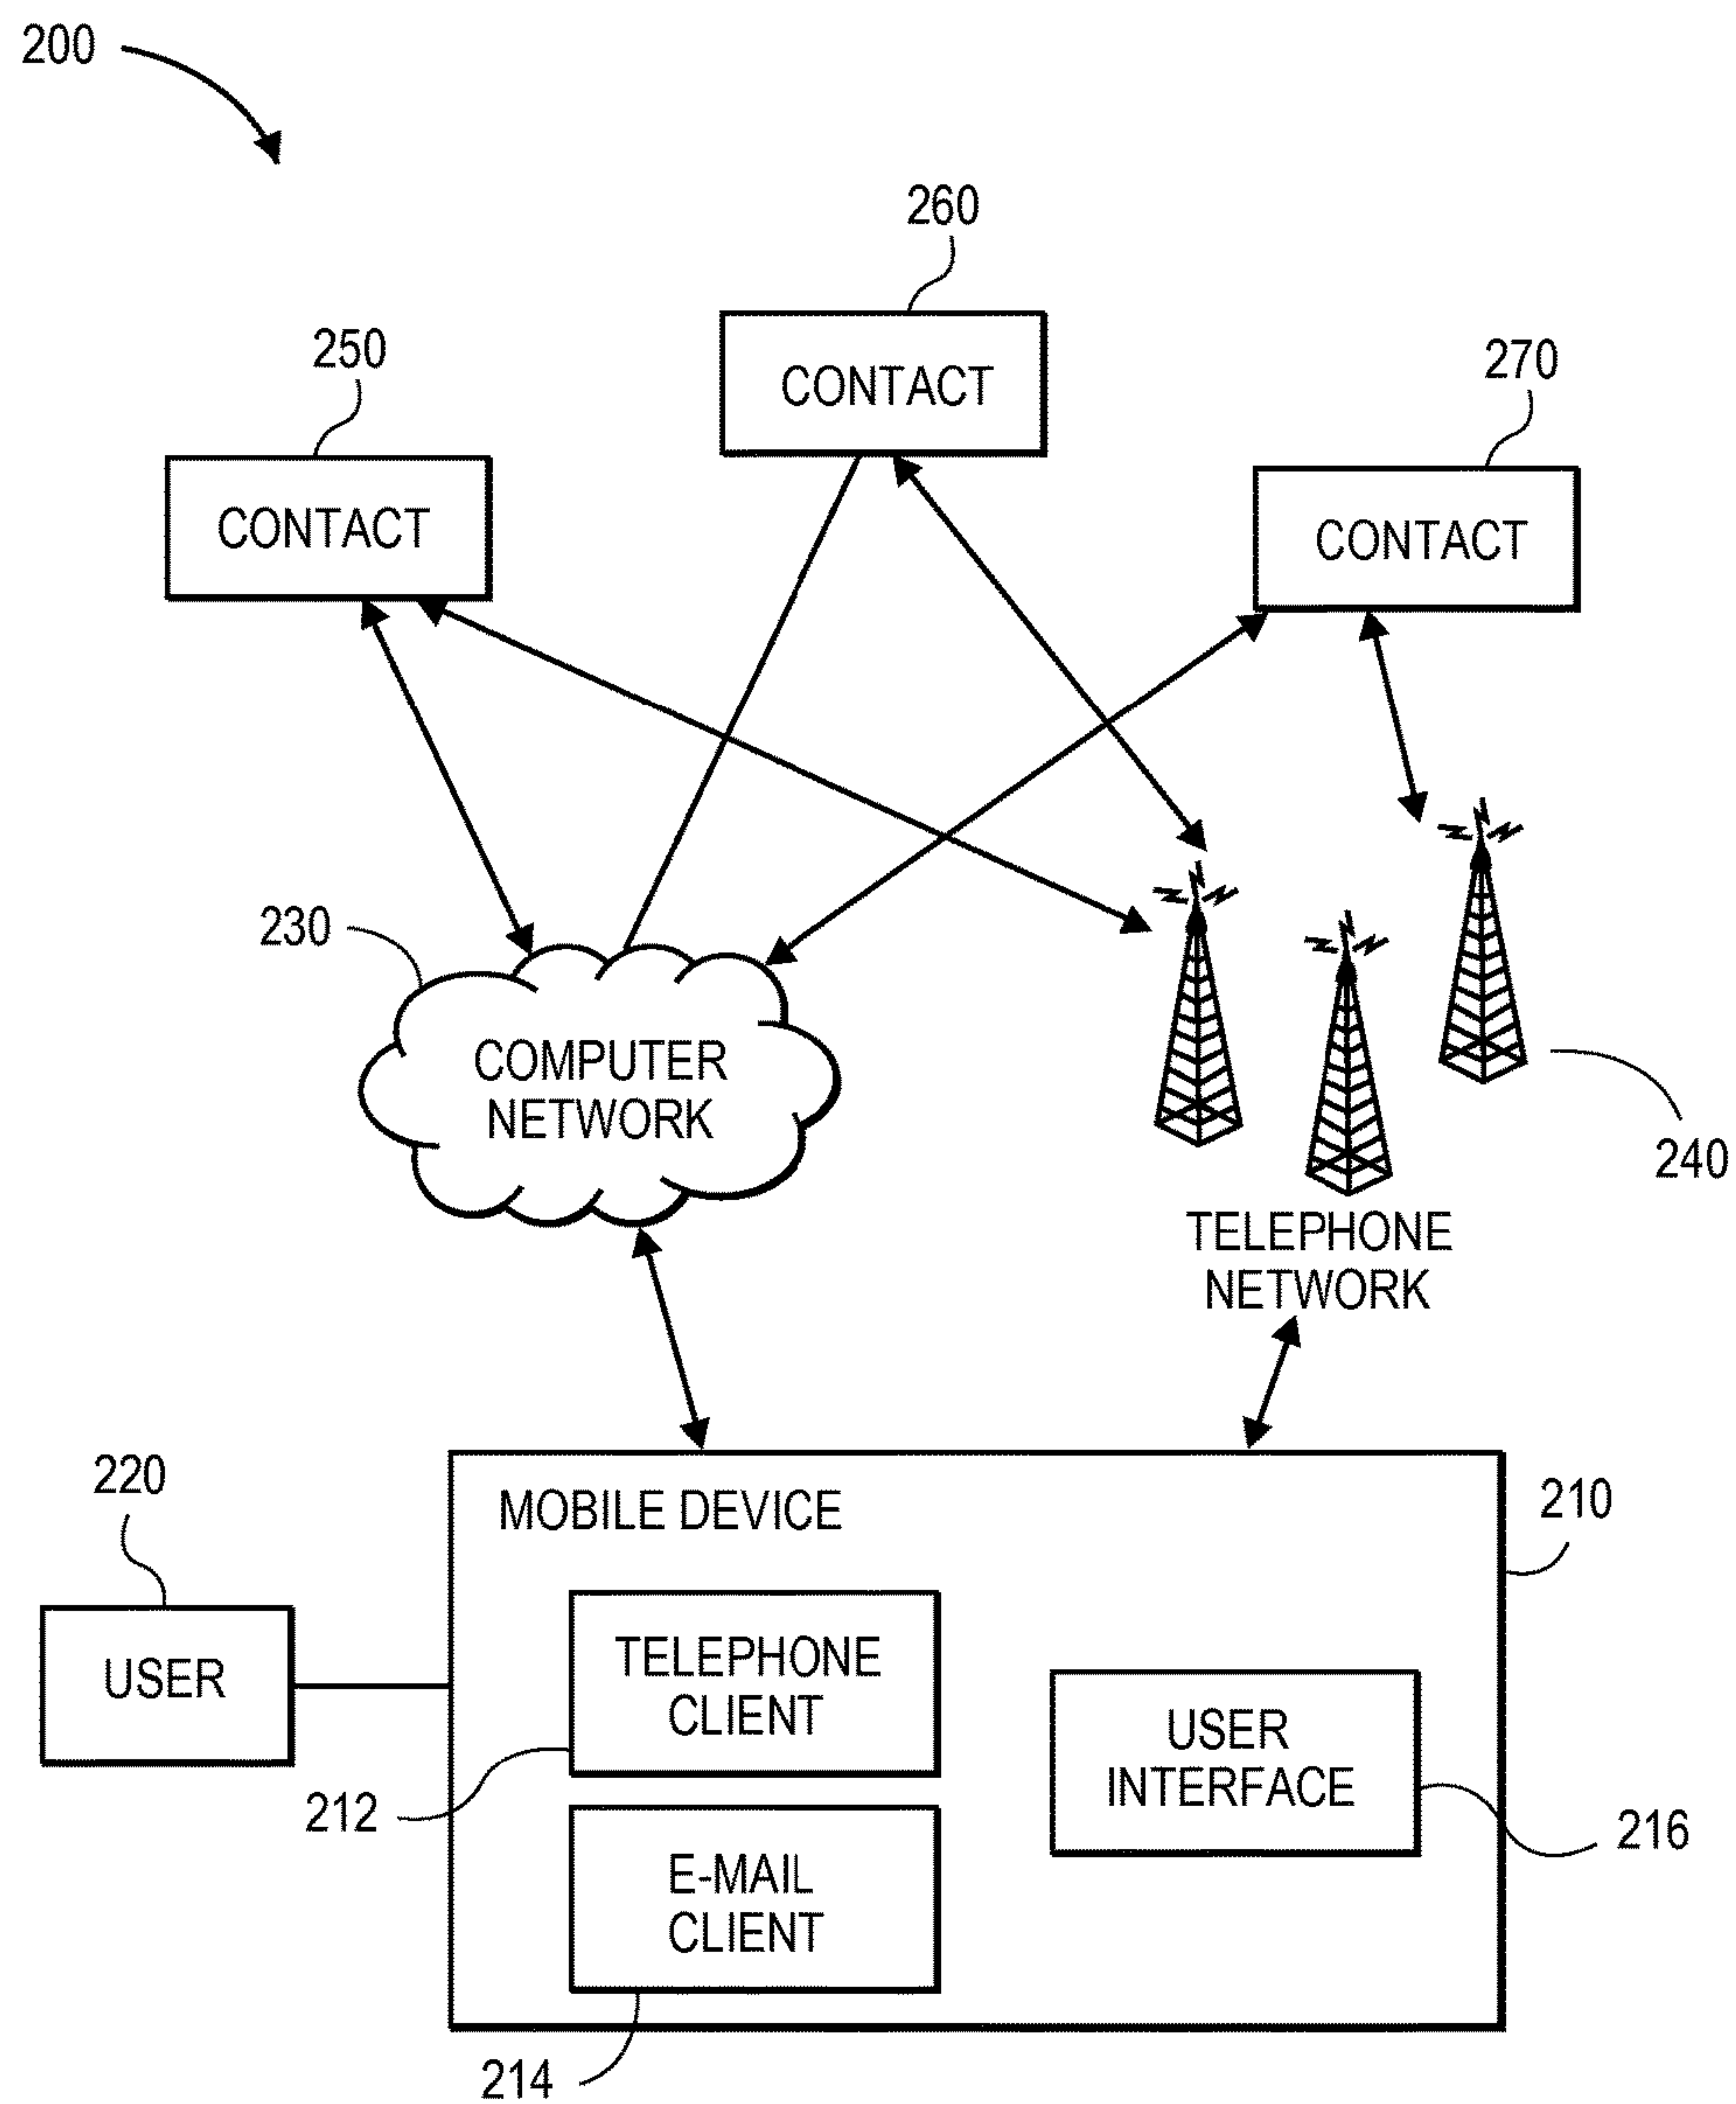 200
260
250
270
CONTACT
CONTACT
CONTACT
230
COMPUTER
NETWORK
240
TELEPHONE
NETWORK
220
210
MOBILE DEVICE
USER
TELEPHONE
CLIENT
USER
INTERFACE
212
216
E-MAIL
CLIENT
214